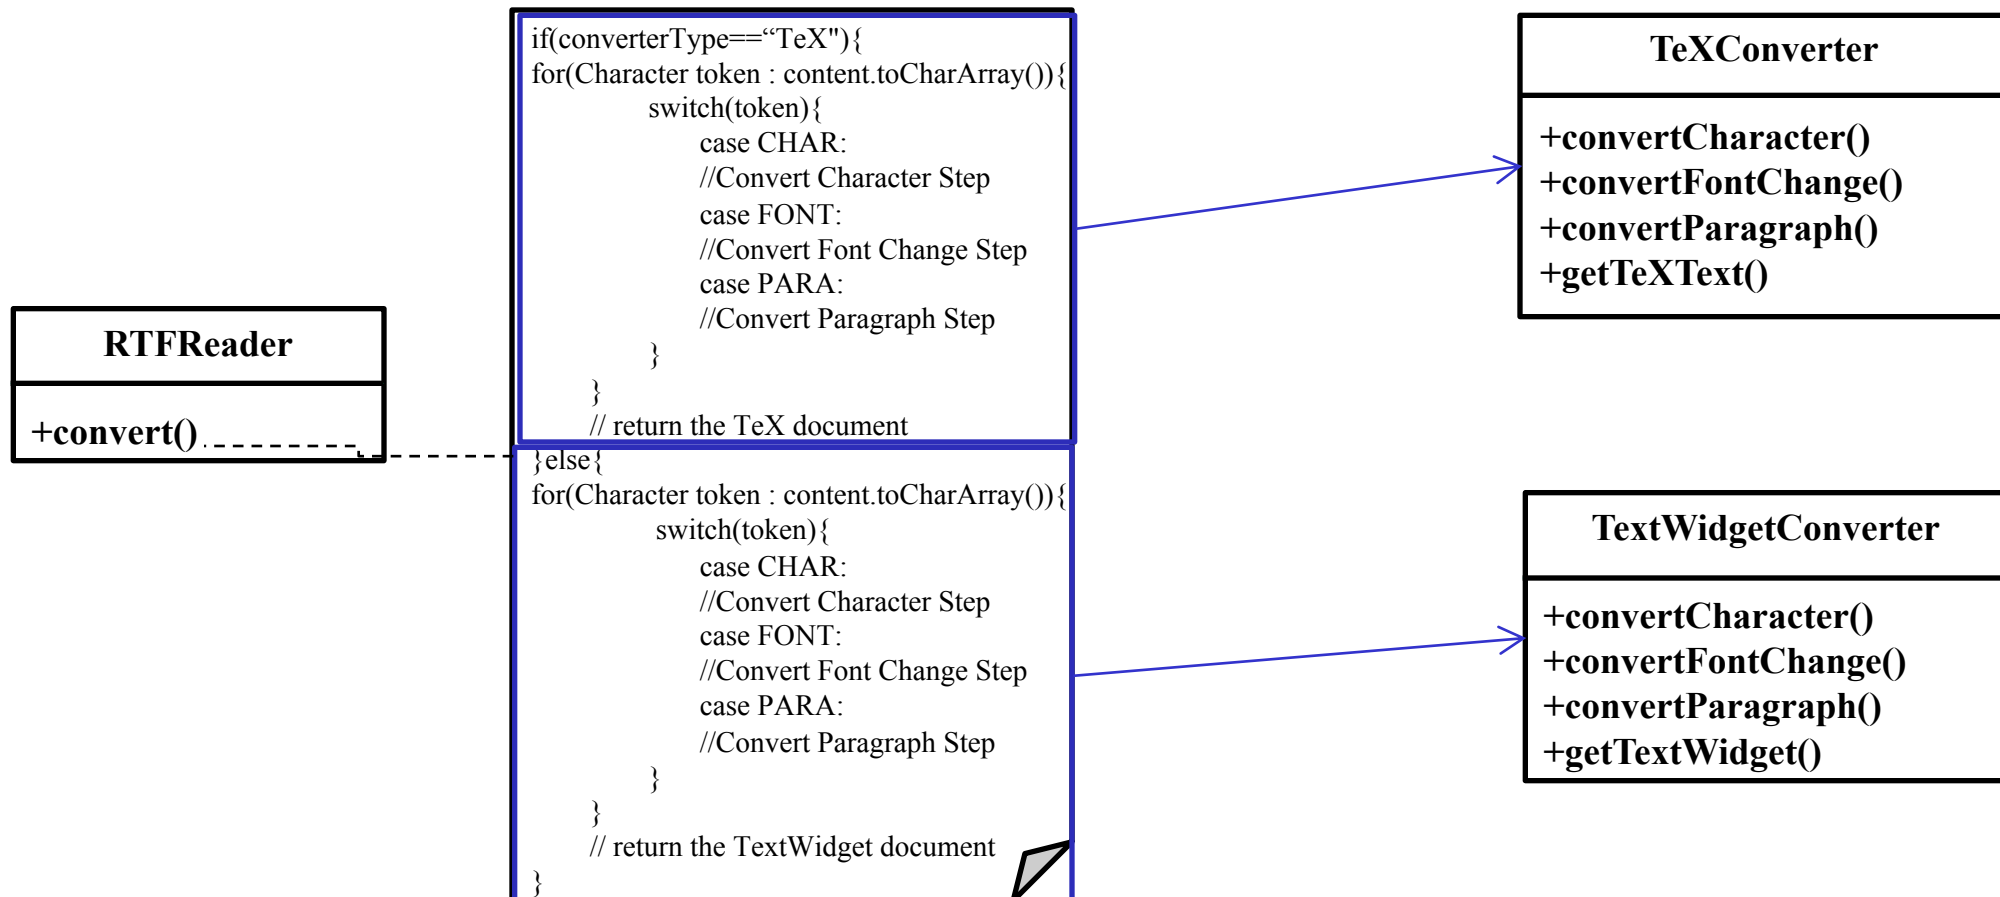 RTFReader
+convert()
if(converterType==“TeX"){
for(Character token : content.toCharArray()){
switch(token){
case CHAR:
//Convert Character Step
case FONT:
//Convert Font Change Step
case PARA:
//Convert Paragraph Step
}
}
// return the TeX document
}else{
for(Character token : content.toCharArray()){
switch(token){
case CHAR:
//Convert Character Step
case FONT:
//Convert Font Change Step
case PARA:
//Convert Paragraph Step
}
}
// return the TextWidget document
}
TeXConverter
+convertCharacter()
+convertFontChange()
+convertParagraph()
+getTeXText()
TextWidgetConverter
+convertCharacter()
+convertFontChange()
+convertParagraph()
+getTextWidget()